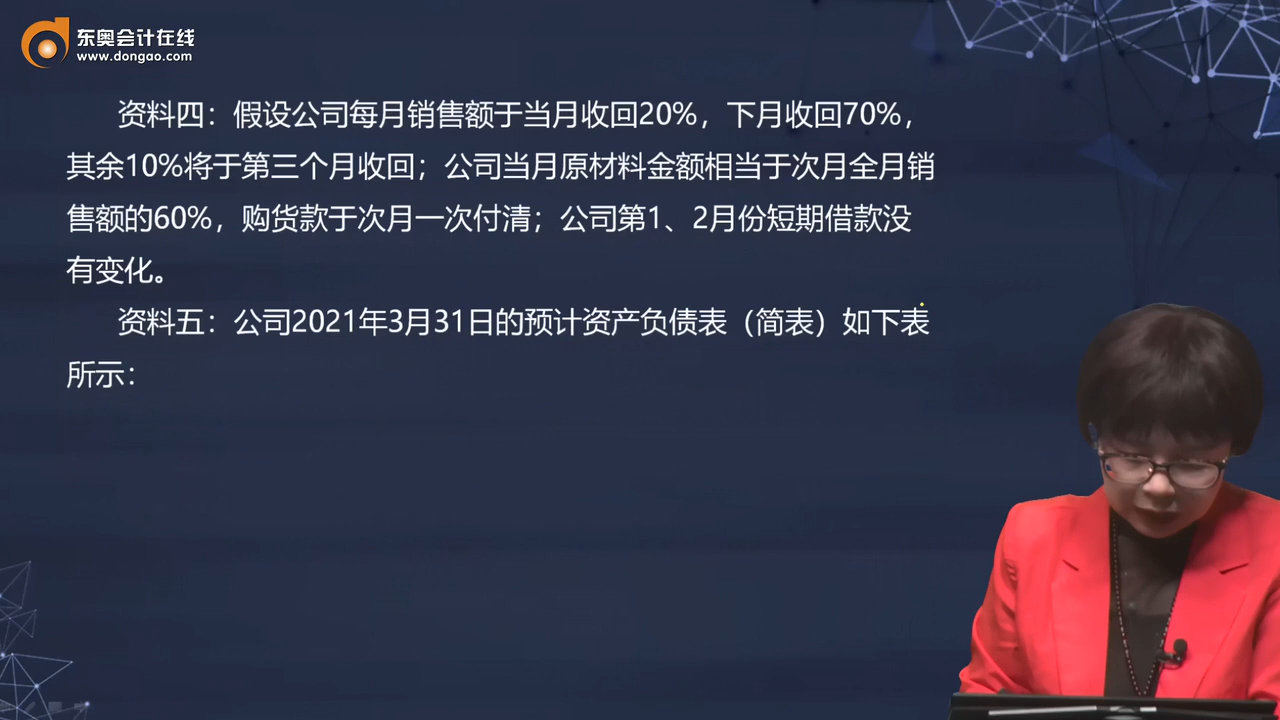 东奥会计在线
www.dongao.com
资料四：假设公司每月销售额于当月收回20%，下月收回70%，
其余10%将于第三个月收回；公司当月原材料金额相当于次月全月销
售额的60%，购货款于次月一次付清；公司第1、2月份短期借款没
有变化。
资料五：公司2021年3月31日的预计资产负债表（简表）如下表
所示：